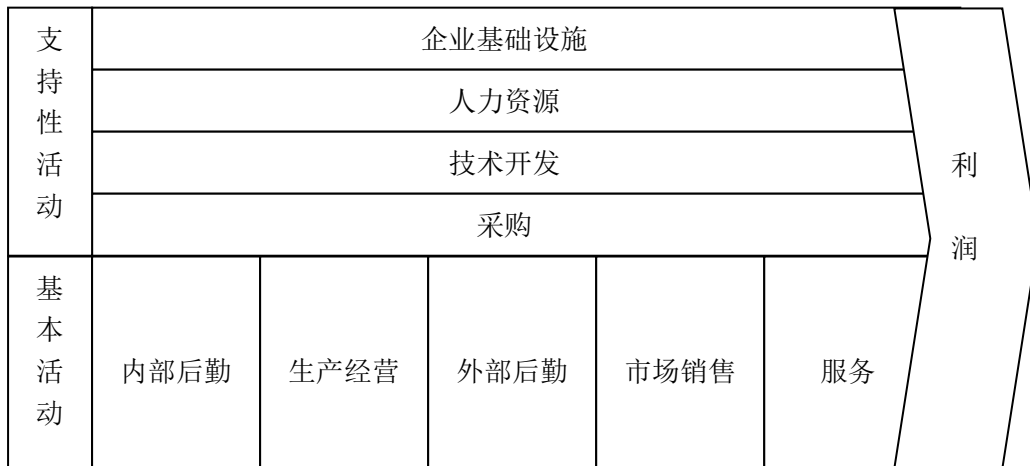 支持性活动
企业基础设施
人力资源
技术开发
采购
利润
基本活动
内部后勤
生产经营
外部后勤
市场销售
服务